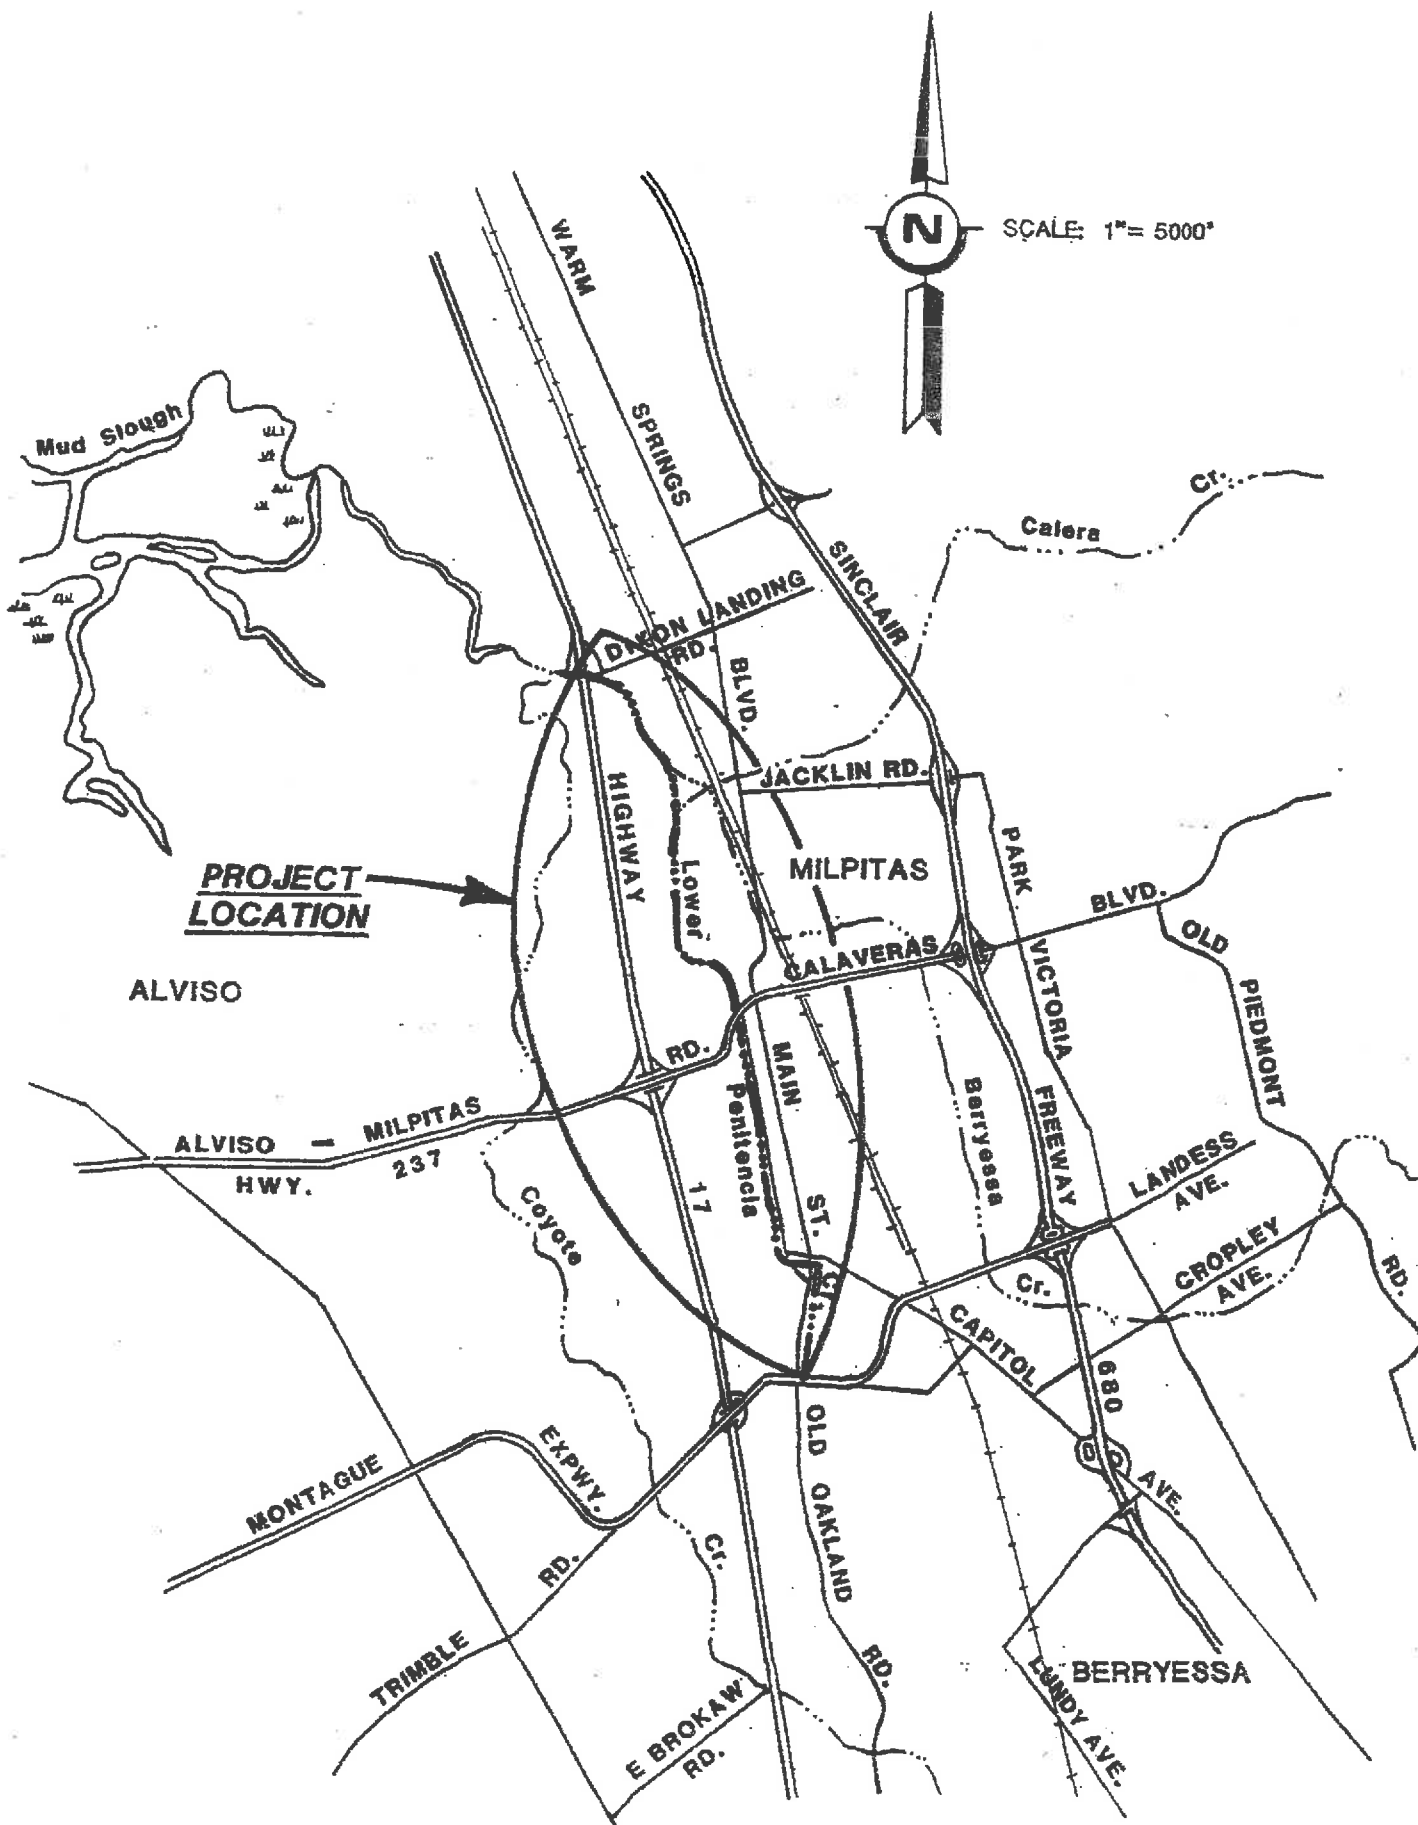 N
SCALE: 1"= 5000'
WARM
SPRINGS
BLVD.
Mud Slough
Calera
Cr.
SINCLAIR
FREEWAY
DIXON LANDING
RD.
JACKLIN RD.
HIGHWAY
17
Lower
Penitencia
Cr.
MILPITAS
PARK
VICTORIA
PROJECT
LOCATION
ALVISO
CALAVERAS
BLVD.
OLD
PIEDMONT
RD.
RD.
MAIN
ST.
Berryessa
Cr.
ALVISO - MILPITAS
HWY.
237
Coyote
Cr.
LANDESS
AVE.
CROPLEY
AVE.
CAPITOL
AVE.
680
MONTAGUE
EXPWY.
OLD OAKLAND
RD.
TRIMBLE
RD.
E BROKAW
RD.
LUNDY AVE.
BERRYESSA